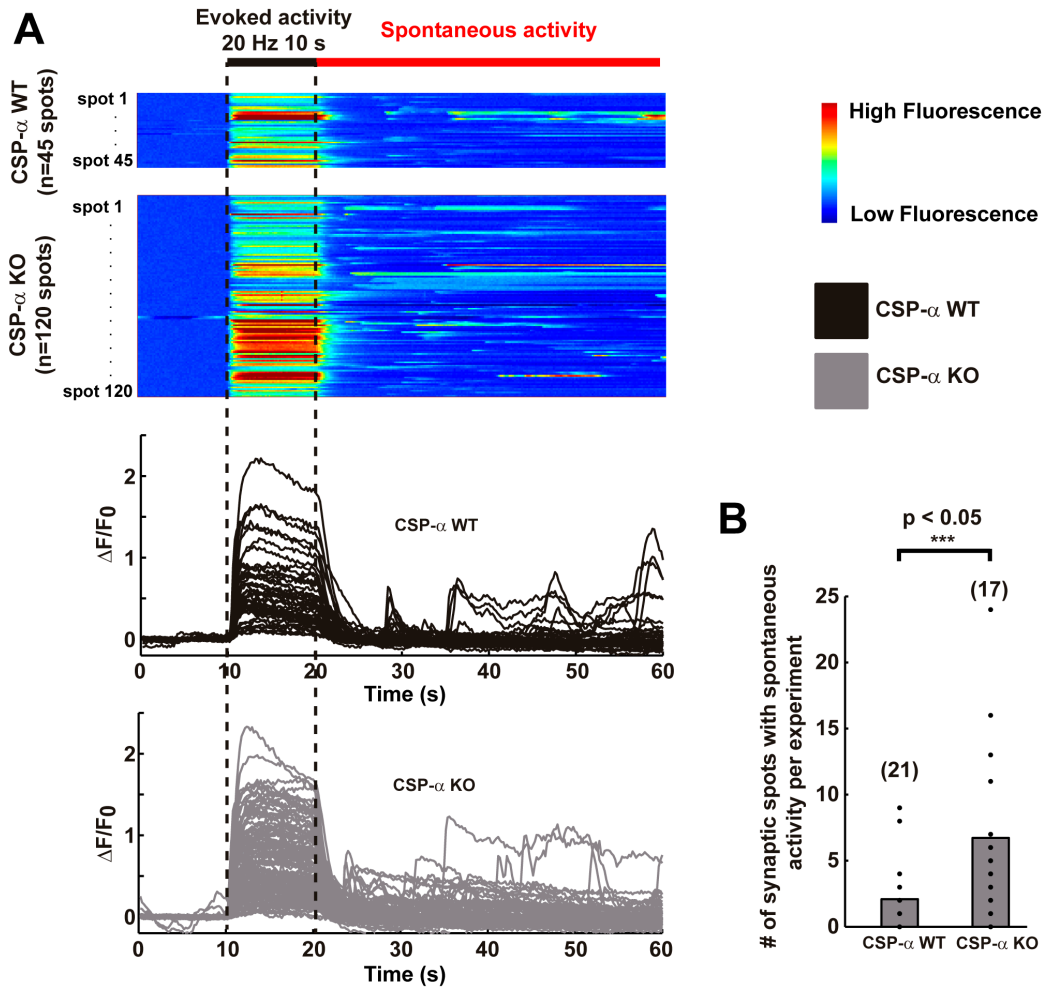 A
Evoked activity
20 Hz 10 s
Spontaneous activity
CSP-α WT
(n=45 spots)
spot 1
spot 45
CSP-α KO
(n=120 spots)
spot 1
spot 120
High Fluorescence
Low Fluorescence
CSP-α WT
CSP-α KO
ΔF/F0
2
1
0
CSP-α WT
0
10
20
30
40
50
60
Time (s)
ΔF/F0
2
1
0
CSP-α KO
0
10
20
30
40
50
60
Time (s)
B
p < 0.05
***
(17)
(21)
# of synaptic spots with spontaneous
activity per experiment
25
20
15
10
5
0
CSP-α WT
CSP-α KO